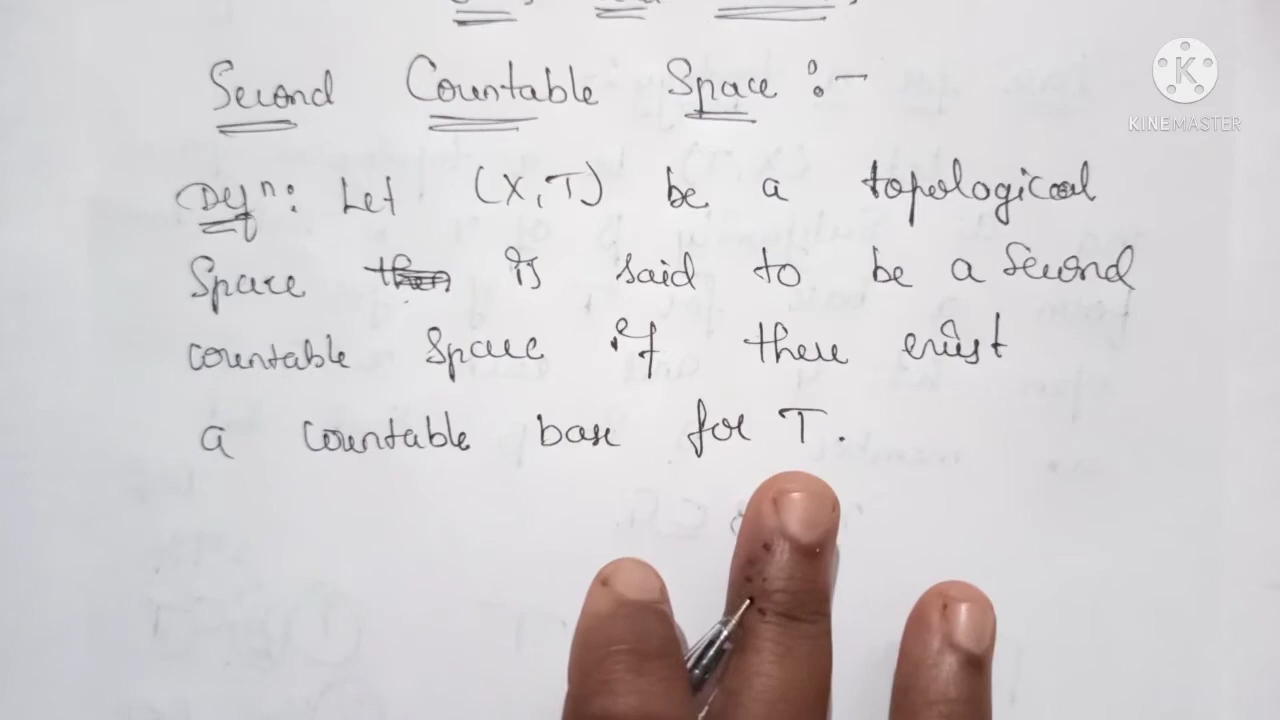 Second Countable Space :-
K
KINEMASTER
Defn: Let (X, T) be a topological
Space then is said to be a Second
countable space if there exist
a countable base for T.